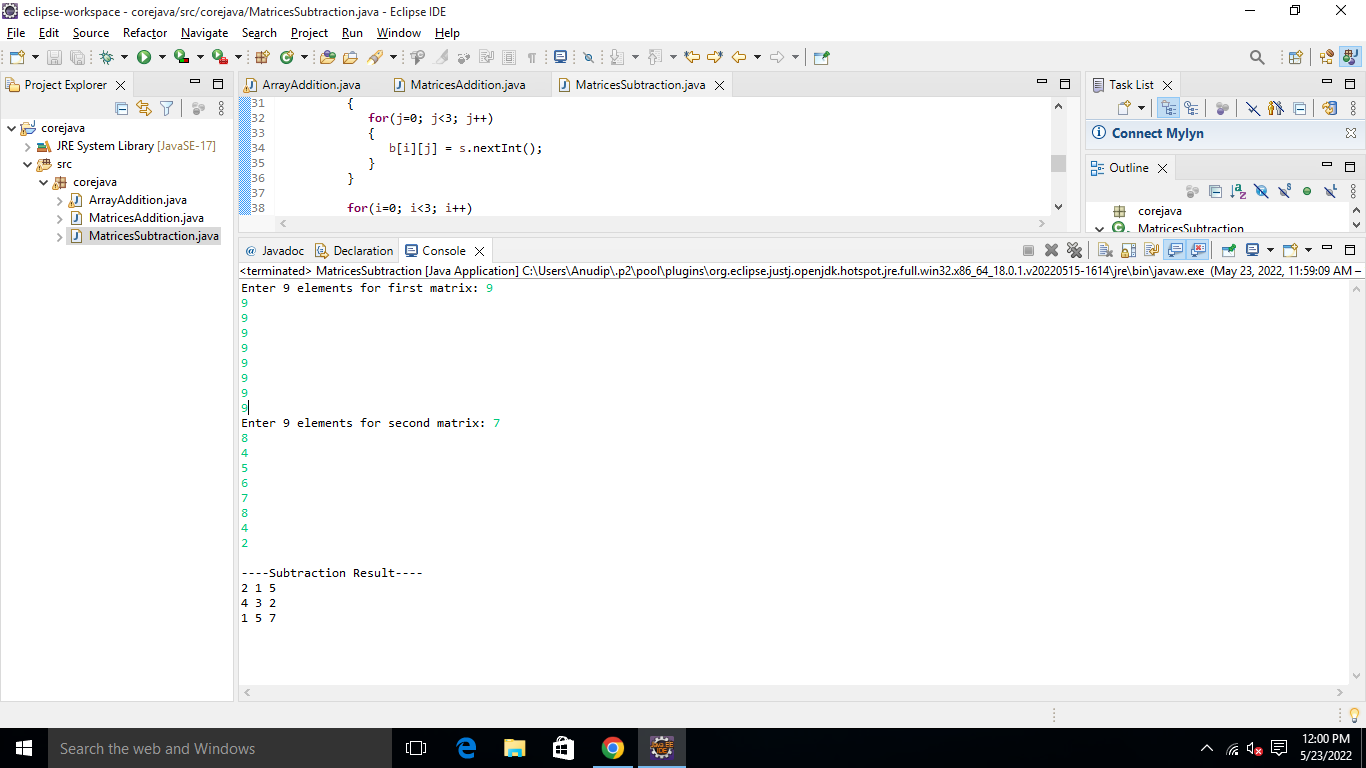 eclipse-workspace - corejava/src/corejava/MatricesSubtraction.java - Eclipse IDE
File Edit Source Refactor Navigate Search Project Run Window Help
Project Explorer
corejava
JRE System Library [JavaSE-17]
src
corejava
ArrayAddition.java
MatricesAddition.java
MatricesSubtraction.java
ArrayAddition.java MatricesAddition.java MatricesSubtraction.java
31 {
32 for(j=0; j<3; j++)
33 {
34 b[i][j] = s.nextInt();
35 }
36 }
37
38 for(i=0; i<3; i++)
Task List
Connect Mylyn
Outline
corejava
MatricesSubtraction
@ Javadoc Declaration Console
<terminated> MatricesSubtraction [Java Application] C:\Users\Anudip\.p2\pool\plugins\org.eclipse.justj.openjdk.hotspot.jre.full.win32.x86_64_18.0.1.v20220515-1614\jre\bin\javaw.exe (May 23, 2022, 11:59:09 AM –
Enter 9 elements for first matrix: 9
9
9
9
9
9
9
9
9
Enter 9 elements for second matrix: 7
8
4
5
6
7
8
4
2
----Subtraction Result----
2 1 5
4 3 2
1 5 7
Search the web and Windows
12:00 PM
5/23/2022